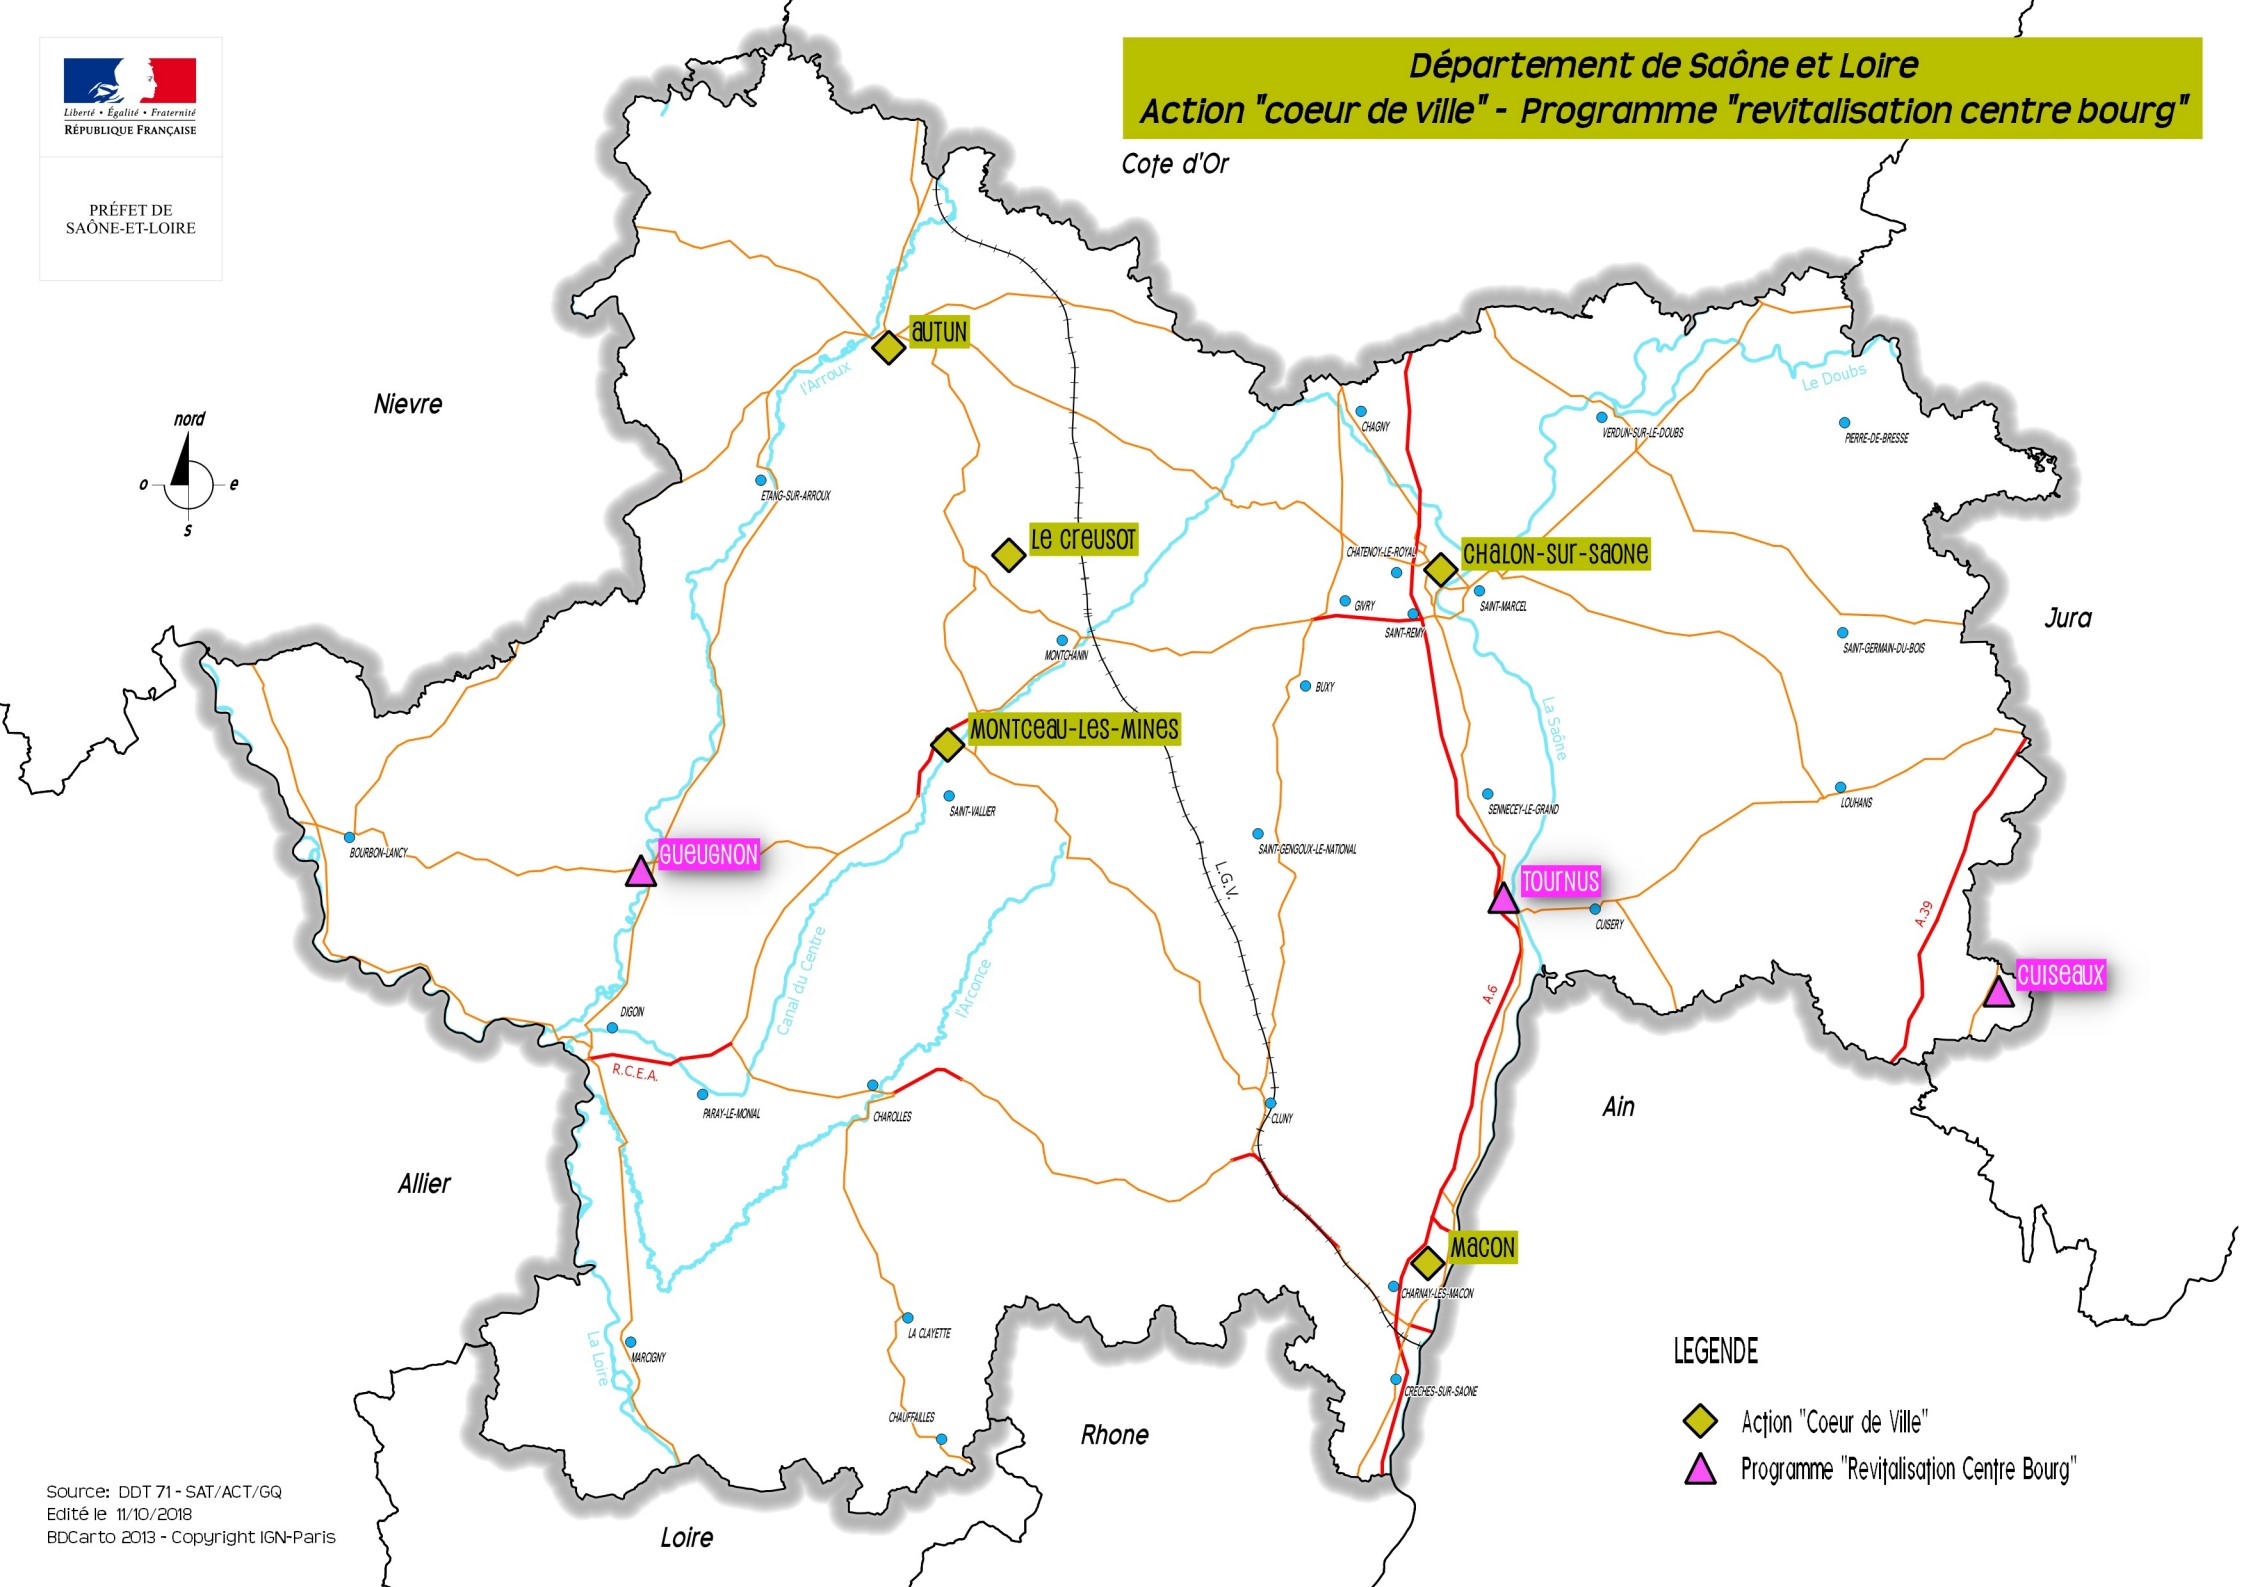 Liberté • Égalité • Fraternité
RÉPUBLIQUE FRANÇAISE
PRÉFET DE
SAÔNE-ET-LOIRE
Département de Saône et Loire
Action "coeur de ville" - Programme "revitalisation centre bourg"
Cote d'Or
Nievre
nord
o
e
s
AUTUN
l'Arroux
Le Doubs
CHAGNY
VERDUN-SUR-LE-DOUBS
PIERRE-DE-BRESSE
ETANG-SUR-ARROUX
Le Creusot
CHATENOY-LE-ROYAL
CHALON-SUR-SAONE
GIVRY
SAINT-MARCEL
SAINT-REMY
Jura
MONTCHANIN
SAINT-GERMAIN-DU-BOIS
BUXY
MONTCEAU-LES-MINES
La Saône
SAINT-VALLIER
SENNECEY-LE-GRAND
LOUHANS
BOURBON-LANCY
GUEUGNON
SAINT-GENGOUX-LE-NATIONAL
L.G.V.
TOURNUS
CUISERY
A.39
CUISEAUX
Canal du Centre
l'Arconce
A.6
DIGOIN
R.C.E.A.
PARAY-LE-MONIAL
CHAROLLES
CLUNY
Ain
Allier
MACON
CHARNAY-LES-MACON
La Loire
LA CLAYETTE
MARCIGNY
CRECHES-SUR-SAONE
CHAUFFAILLES
Rhone
Loire
LEGENDE
Action "Coeur de Ville"
Programme "Revitalisation Centre Bourg"
Source: DDT 71 - SAT/ACT/GQ
Edité le 11/10/2018
BDCarto 2013 - Copyright IGN-Paris